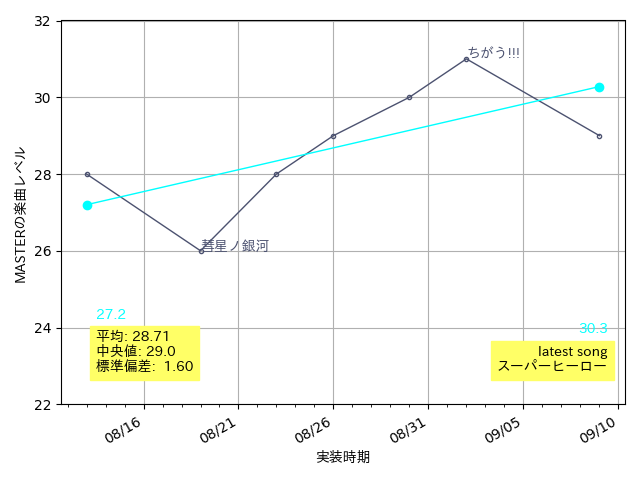 32
30
28
26
24
22
MASTERの楽曲レベル
ちがう!!!
彗星ノ銀河
27.2
30.3
平均: 28.71
中央値: 29.0
標準偏差: 1.60
latest song
スーパーヒーロー
08/16
08/21
08/26
08/31
09/05
09/10
実装時期